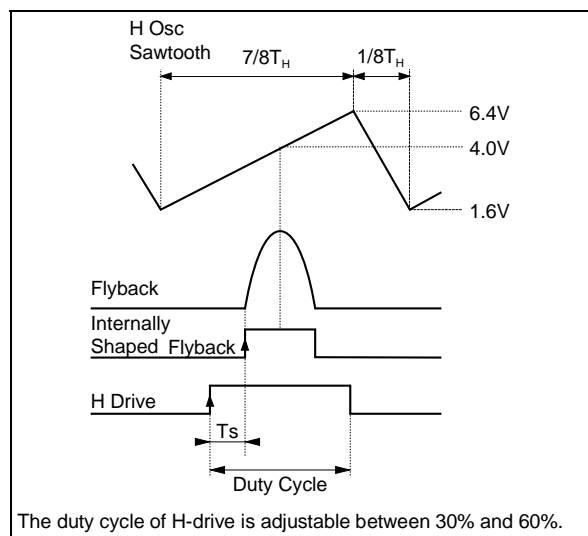 H Osc
Sawtooth
7/8TH
1/8TH
6.4V
4.0V
1.6V
Flyback
Internally
Shaped Flyback
H Drive
Ts
Duty Cycle
The duty cycle of H-drive is adjustable between 30% and 60%.